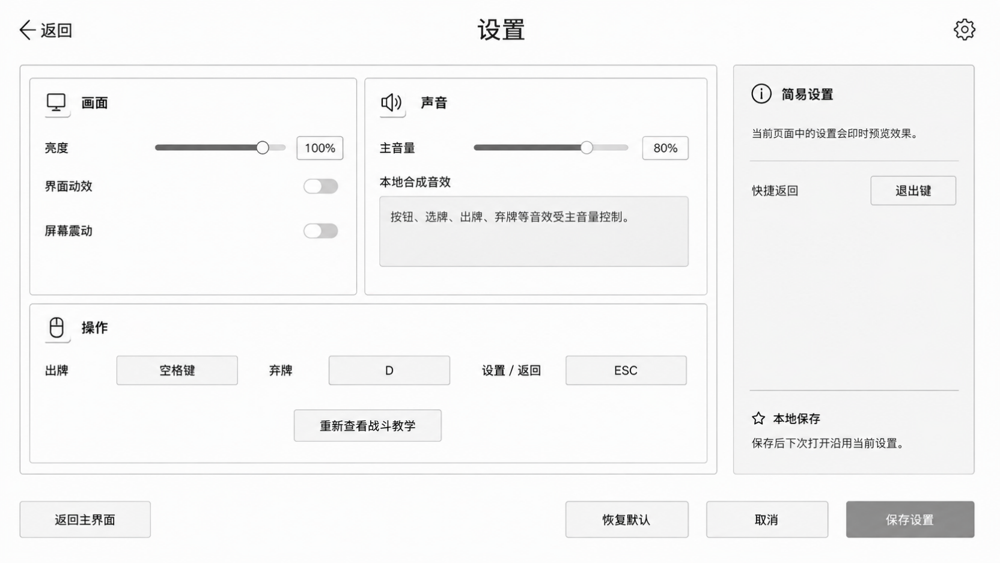 返回
设置
画面
亮度
100%
界面动效
屏幕震动
声音
主音量
80%
本地合成音效
按钮、选牌、出牌、弃牌等音效受主音量控制。
操作
出牌
空格键
弃牌
D
设置 / 返回
ESC
重新查看战斗教学
简易设置
当前页面中的设置会即时预览效果。
快捷返回
退出键
本地保存
保存后下次打开沿用当前设置。
返回主界面
恢复默认
取消
保存设置